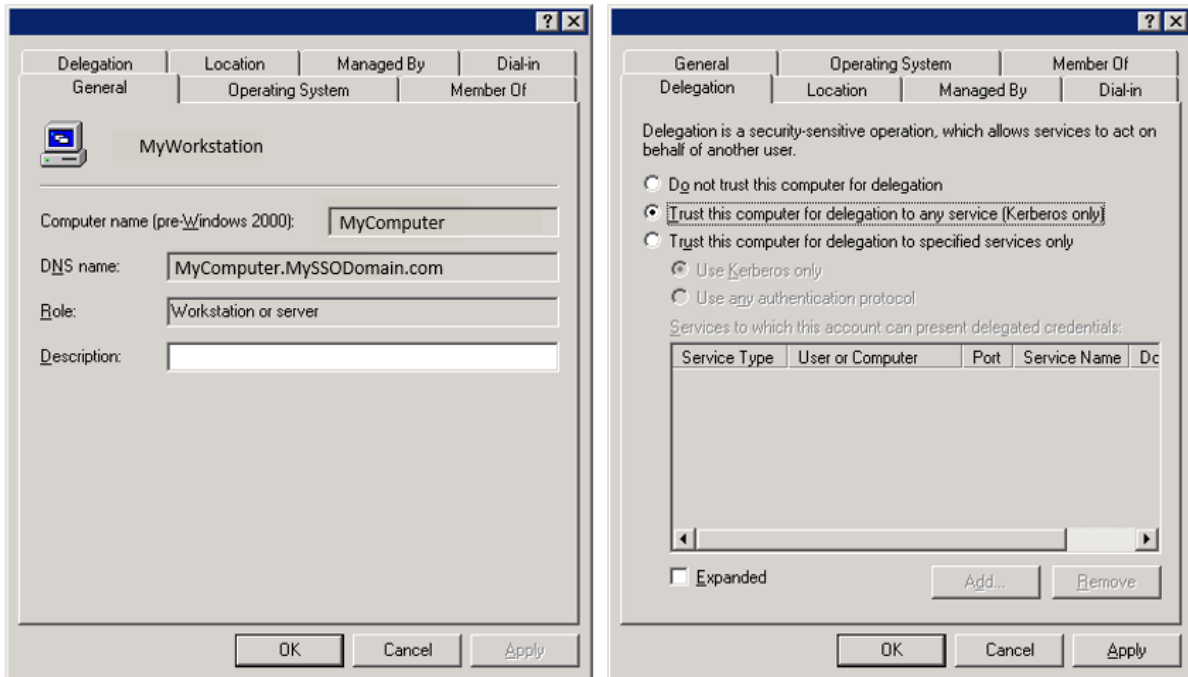 Delegation Location Managed By Dial-in
General Operating System Member Of
MyWorkstation
Computer name (pre-Windows 2000): MyComputer
DNS name: MyComputer.MySSODomain.com
Role: Workstation or server
Description:
OK Cancel Apply
General Operating System Member Of
Delegation Location Managed By Dial-in
Delegation is a security-sensitive operation, which allows services to act on
behalf of another user.
Do not trust this computer for delegation
Trust this computer for delegation to any service (Kerberos only)
Trust this computer for delegation to specified services only
Use Kerberos only
Use any authentication protocol
Services to which this account can present delegated credentials:
Service Type User or Computer Port Service Name Dc
Expanded Add... Remove
OK Cancel Apply